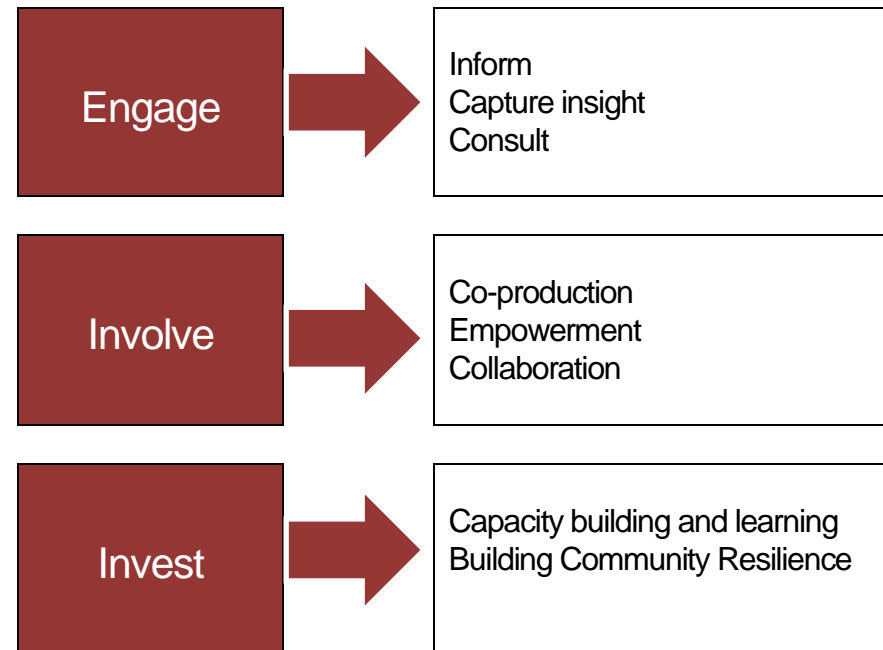 Engage
Inform
Capture insight
Consult
Involve
Co-production
Empowerment
Collaboration
Invest
Capacity building and learning
Building Community Resilience